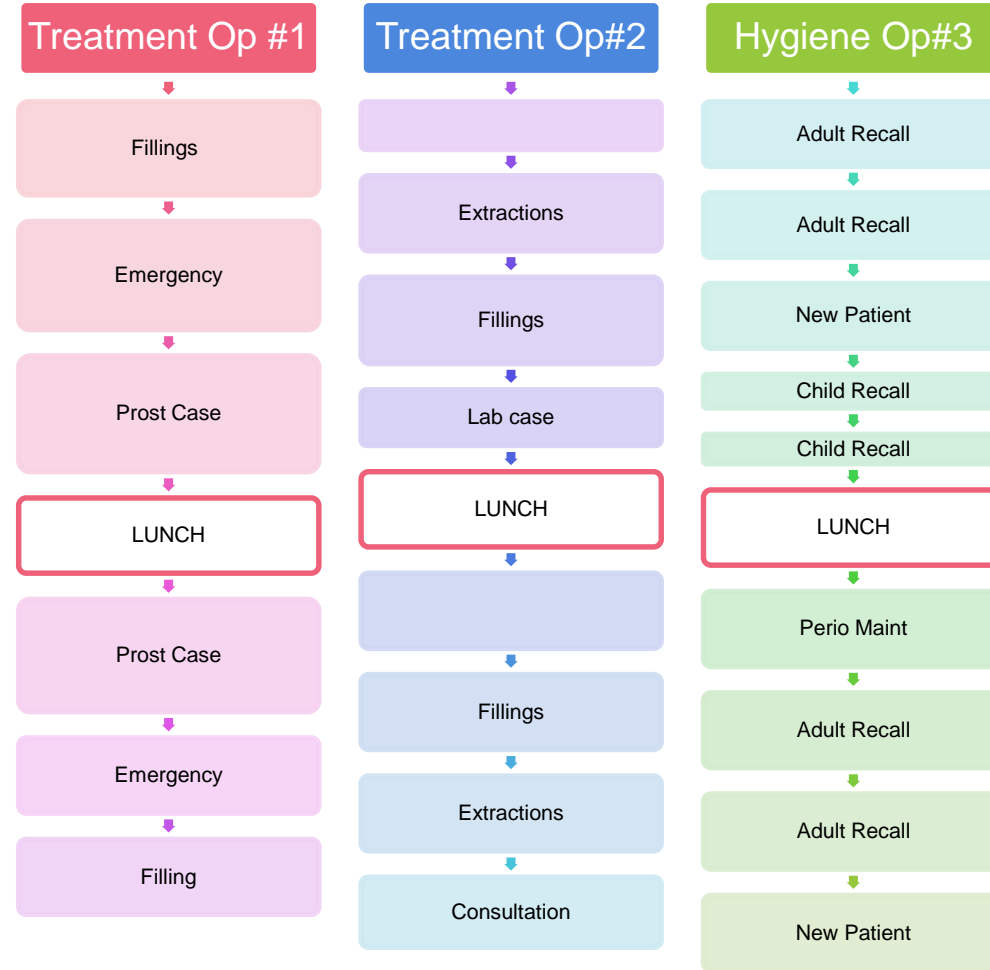 Treatment Op #1
Fillings
Emergency
Prost Case
LUNCH
Prost Case
Emergency
Filling
Treatment Op#2
Extractions
Fillings
Lab case
LUNCH
Fillings
Extractions
Consultation
Hygiene Op#3
Adult Recall
Adult Recall
New Patient
Child Recall
Child Recall
LUNCH
Perio Maint
Adult Recall
Adult Recall
New Patient